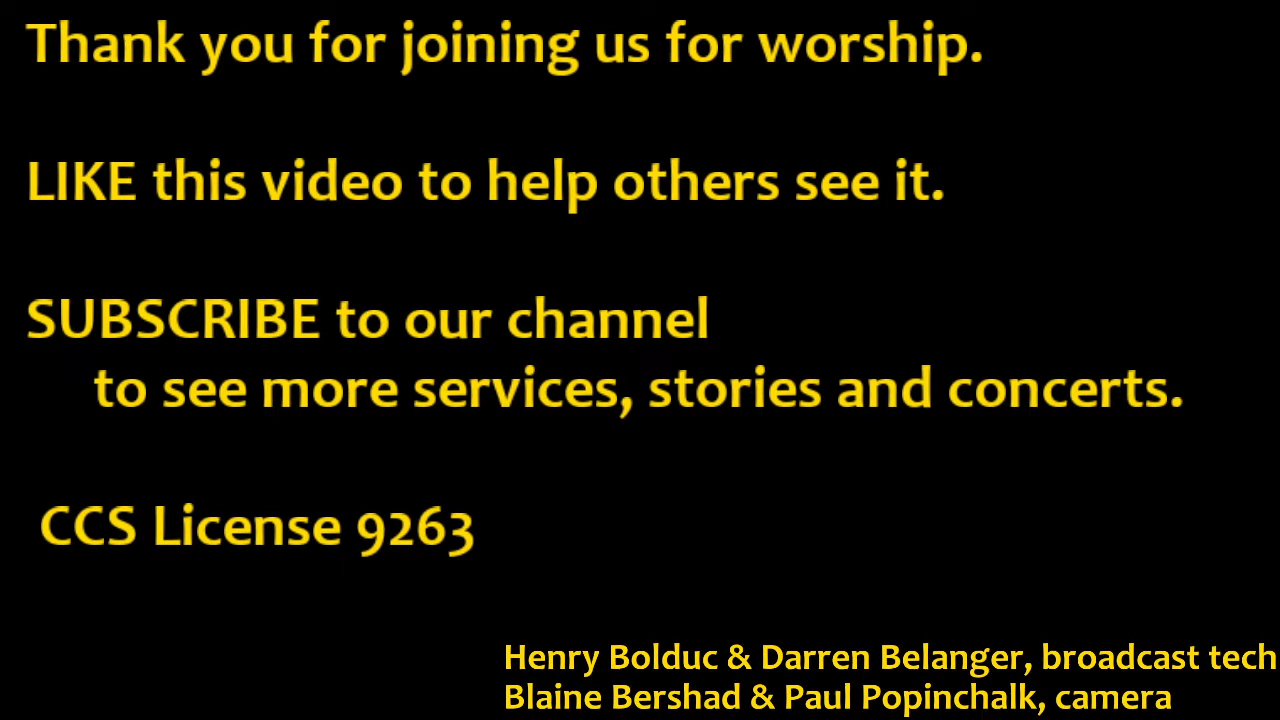 Thank you for joining us for worship.
LIKE this video to help others see it.
SUBSCRIBE to our channel
to see more services, stories and concerts.
CCS License 9263
Henry Bolduc & Darren Belanger, broadcast tech
Blaine Bershad & Paul Popinchalk, camera